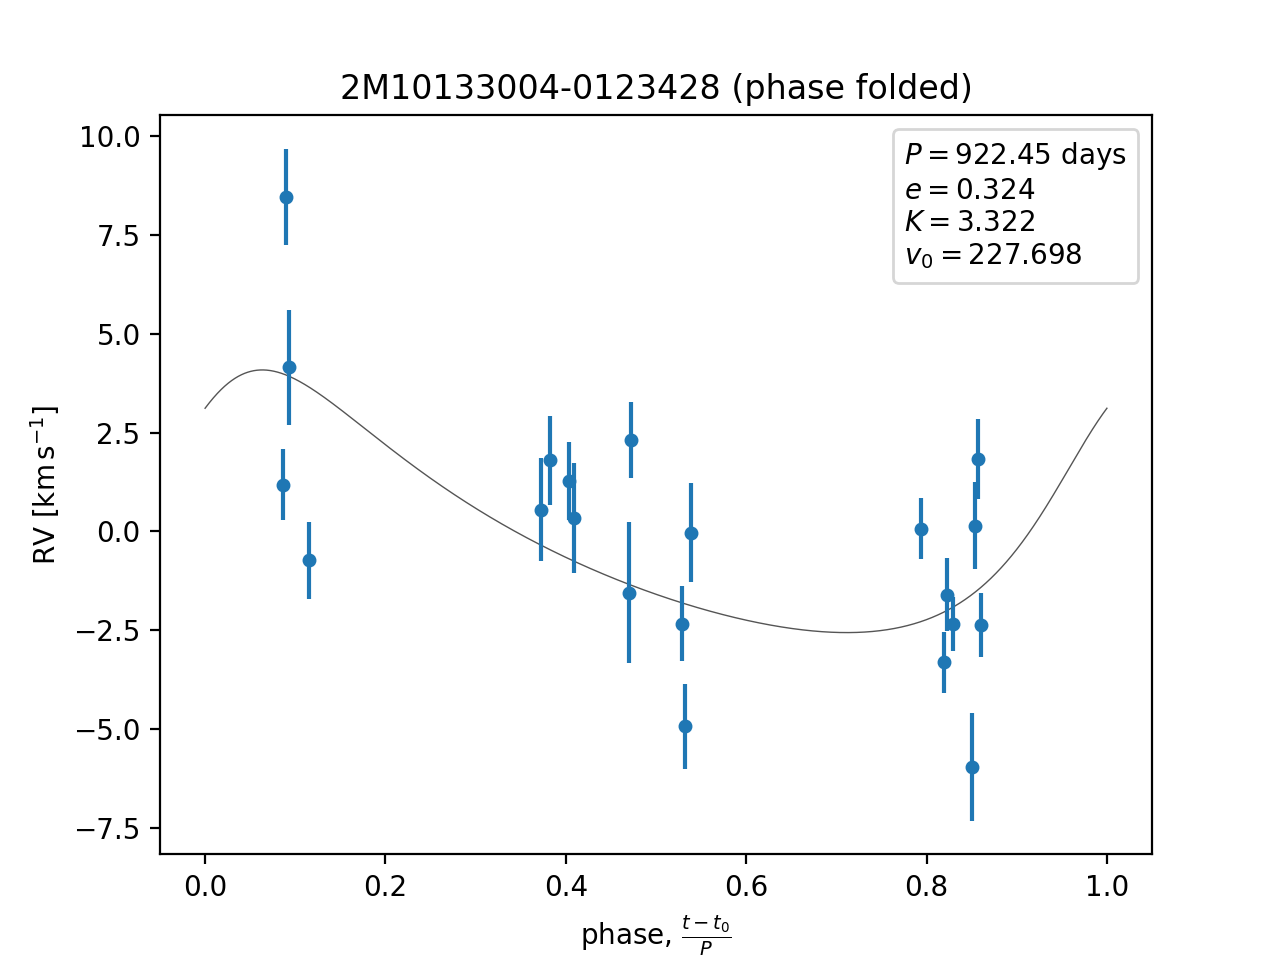 2M10133004-0123428 (phase folded)
P = 922.45 days
e = 0.324
K = 3.322
v₀ = 227.698
10.0
7.5
5.0
2.5
0.0
−2.5
−5.0
−7.5
RV [km s⁻¹]
0.0 0.2 0.4 0.6 0.8 1.0
phase, (t − t₀)/P